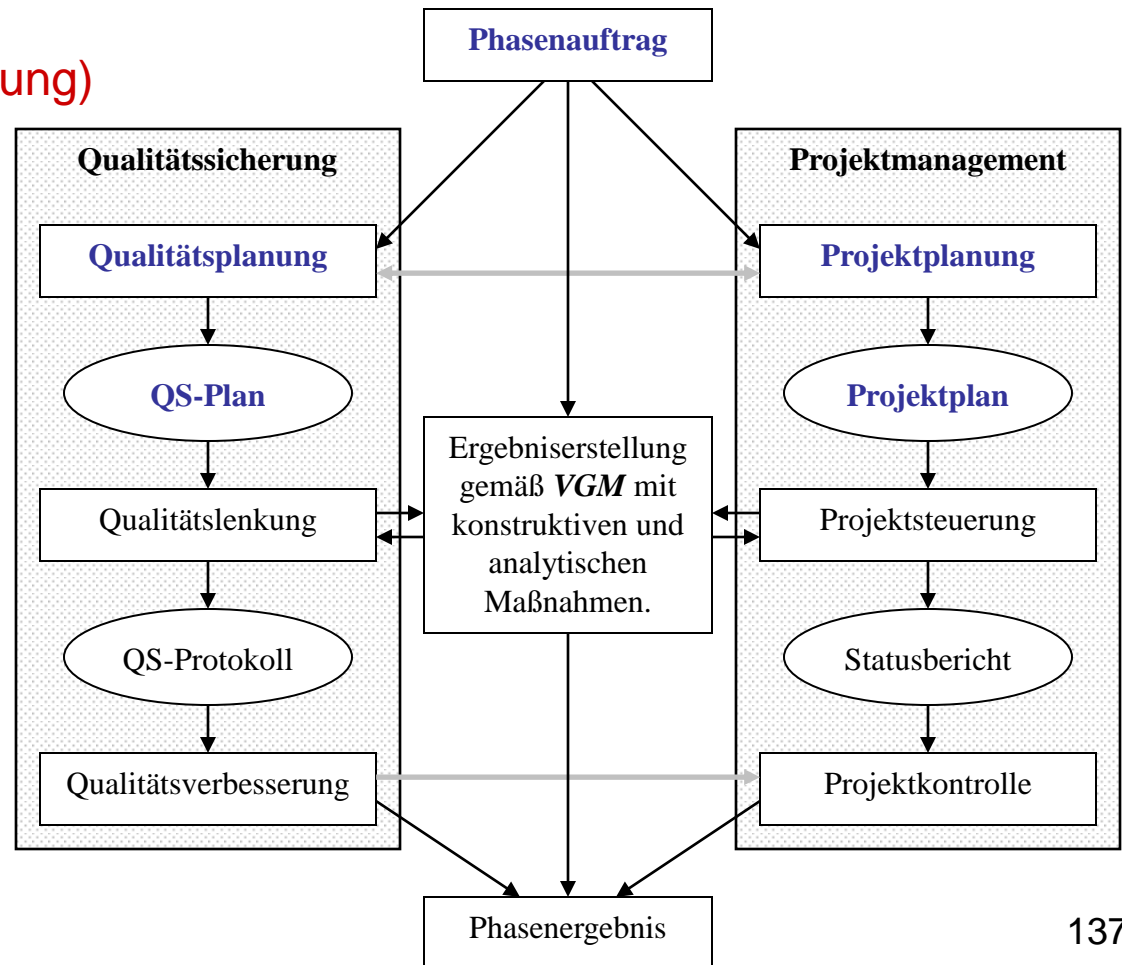 Phasenauftrag
ung)
Qualitätssicherung
Projektmanagement
Qualitätsplanung
Projektplanung
QS-Plan
Projektplan
Ergebniserstellung
gemäß VGM mit
konstruktiven und
analytischen
Maßnahmen.
Qualitätslenkung
Projektsteuerung
QS-Protokoll
Statusbericht
Qualitätsverbesserung
Projektkontrolle
Phasenergebnis
137